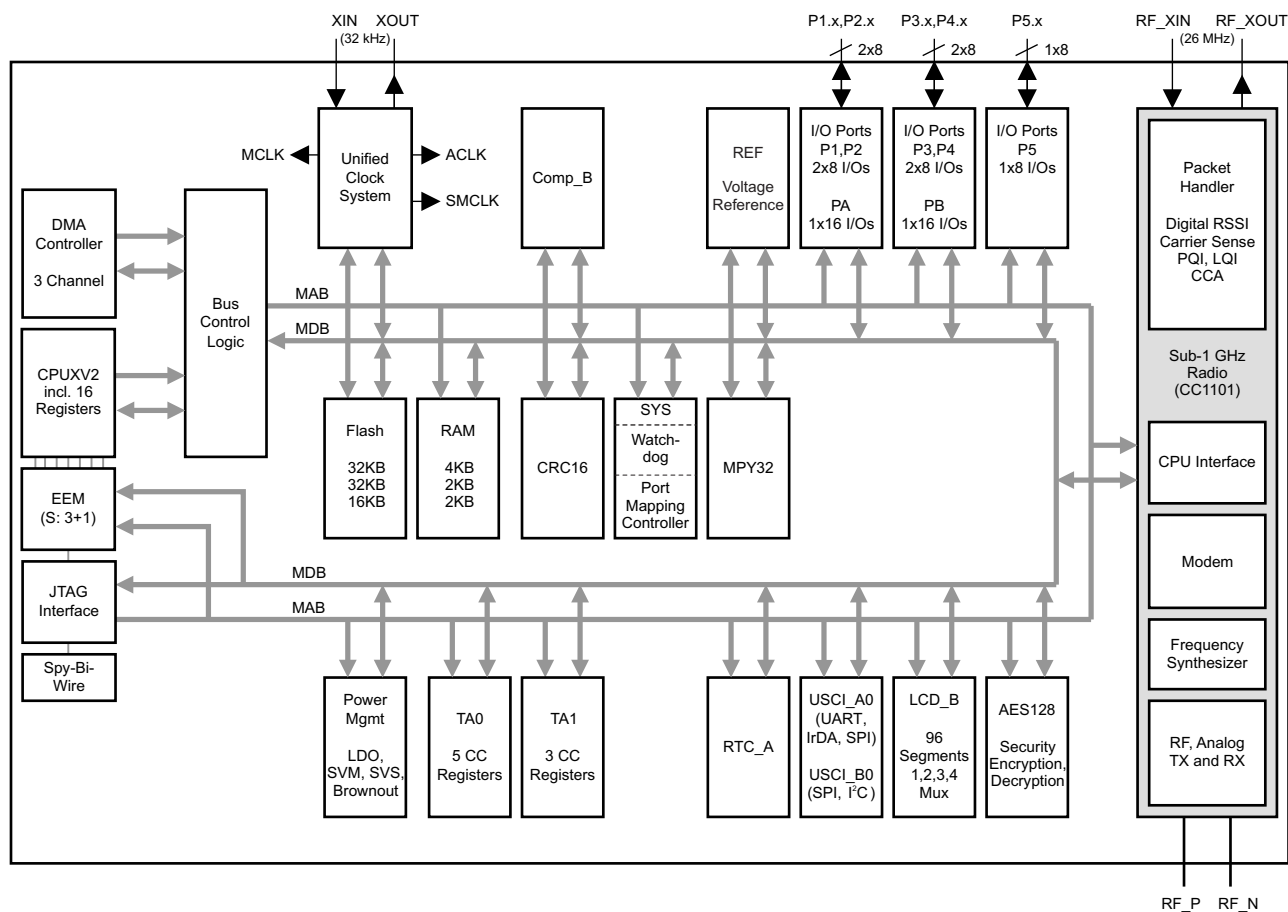 XIN XOUT
(32 kHz)
P1.x,P2.x
2x8
P3.x,P4.x
2x8
P5.x
1x8
RF_XIN RF_XOUT
(26 MHz)
MCLK
Unified
Clock
System
ACLK
SMCLK
Comp_B
REF
Voltage
Reference
I/O Ports
P1,P2
2x8 I/Os
PA
1x16 I/Os
I/O Ports
P3,P4
2x8 I/Os
PB
1x16 I/Os
I/O Ports
P5
1x8 I/Os
Packet
Handler
Digital RSSI
Carrier Sense
PQI, LQI
CCA
DMA
Controller
3 Channel
Bus
Control
Logic
MAB
MDB
CPUXV2
incl. 16
Registers
Flash
32KB
32KB
16KB
RAM
4KB
2KB
2KB
CRC16
SYS
Watch-
dog
Port
Mapping
Controller
MPY32
Sub-1 GHz
Radio
(CC1101)
CPU Interface
EEM
(S: 3+1)
JTAG
Interface
MDB
MAB
Spy-Bi-
Wire
Modem
Frequency
Synthesizer
RF, Analog
TX and RX
Power
Mgmt
LDO,
SVM, SVS,
Brownout
TA0
5 CC
Registers
TA1
3 CC
Registers
RTC_A
USCI_A0
(UART,
IrDA, SPI)
USCI_B0
(SPI, I²C)
LCD_B
96
Segments
1,2,3,4
Mux
AES128
Security
Encryption,
Decryption
RF_P RF_N